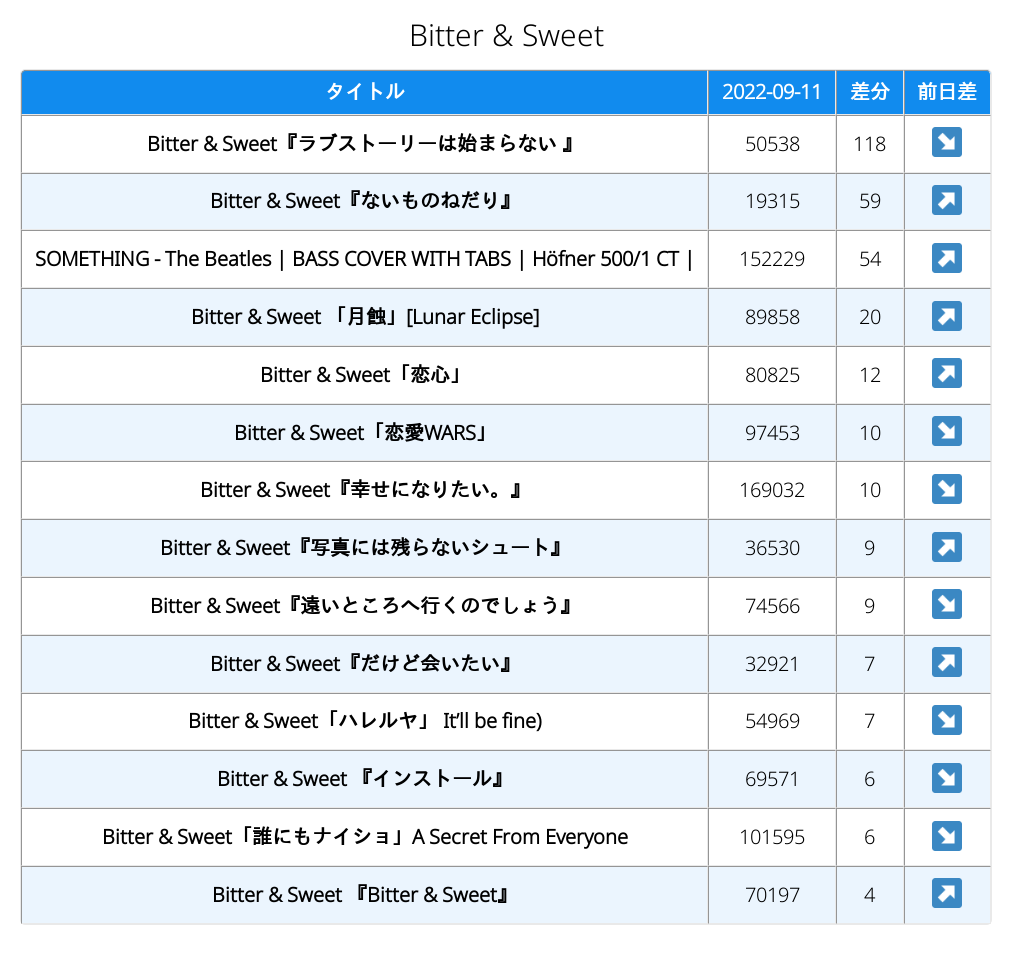 Bitter & Sweet
タイトル 2022-09-11 差分 前日差
Bitter & Sweet『ラブストーリーは始まらない 』 50538 118 ↘
Bitter & Sweet『ないものねだり』 19315 59 ↗
SOMETHING - The Beatles | BASS COVER WITH TABS | Höfner 500/1 CT | 152229 54 ↗
Bitter & Sweet 「月蝕」[Lunar Eclipse] 89858 20 ↗
Bitter & Sweet「恋心」 80825 12 ↗
Bitter & Sweet「恋愛WARS」 97453 10 ↘
Bitter & Sweet『幸せになりたい。』 169032 10 ↘
Bitter & Sweet『写真には残らないシュート』 36530 9 ↗
Bitter & Sweet『遠いところへ行くのでしょう』 74566 9 ↘
Bitter & Sweet『だけど会いたい』 32921 7 ↗
Bitter & Sweet「ハレルヤ」 It’ll be fine) 54969 7 ↘
Bitter & Sweet 『インストール』 69571 6 ↘
Bitter & Sweet「誰にもナイショ」A Secret From Everyone 101595 6 ↘
Bitter & Sweet 『Bitter & Sweet』 70197 4 ↗